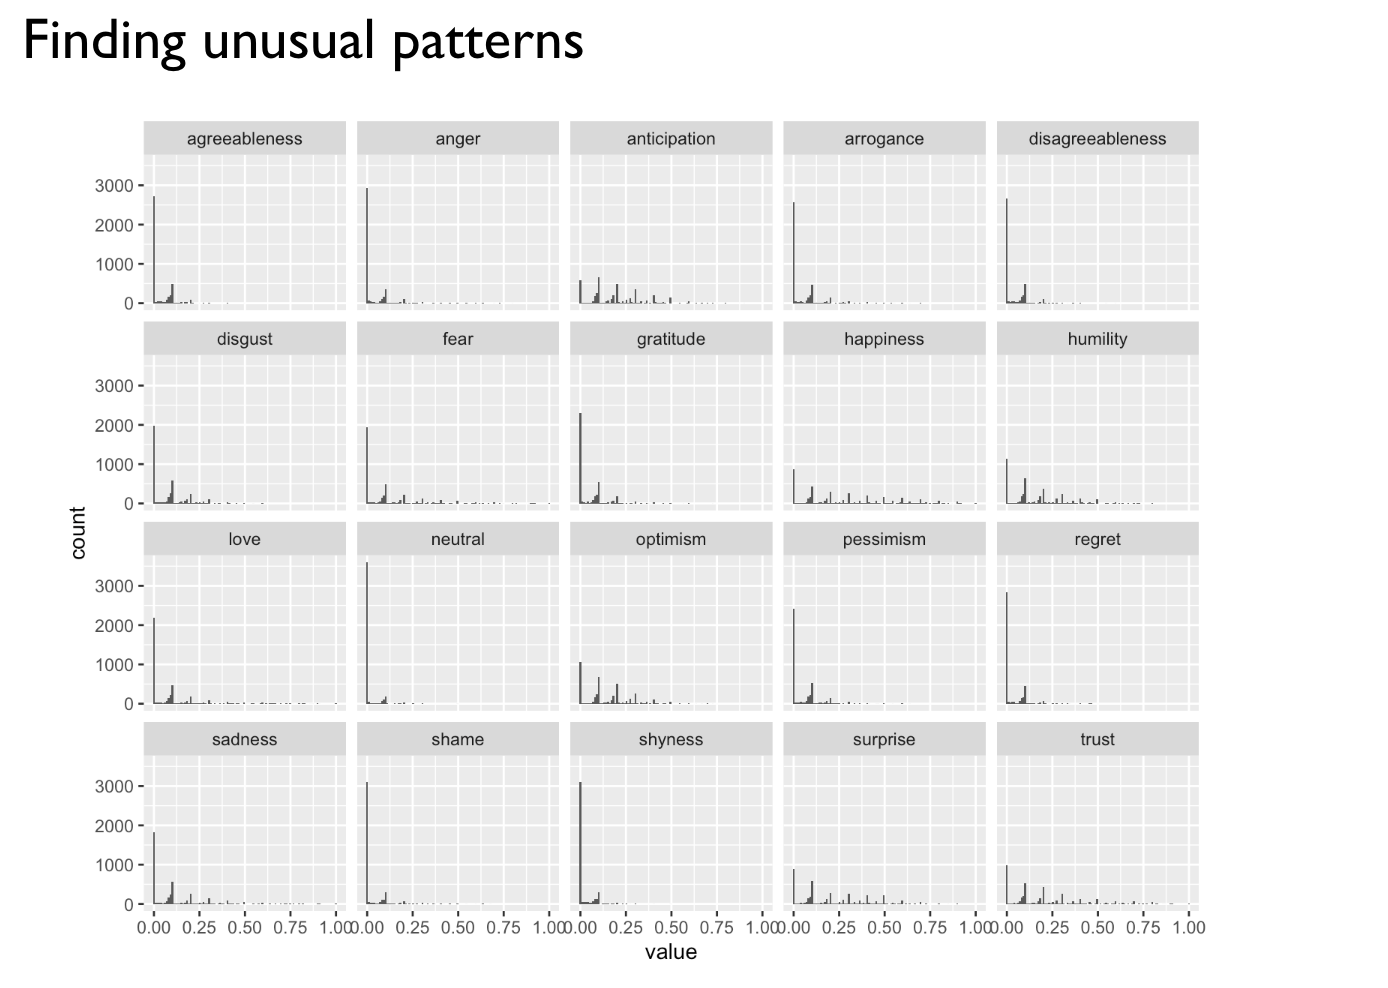 Finding unusual patterns
agreeableness anger anticipation arrogance disagreeableness
3000
2000
1000
0
disgust fear gratitude happiness humility
3000
2000
1000
0
count
love neutral optimism pessimism regret
3000
2000
1000
0
sadness shame shyness surprise trust
3000
2000
1000
0
0.00 0.25 0.50 0.75 1.00 0.00 0.25 0.50 0.75 1.00 0.00 0.25 0.50 0.75 1.00 0.00 0.25 0.50 0.75 1.00 0.00 0.25 0.50 0.75 1.00
value